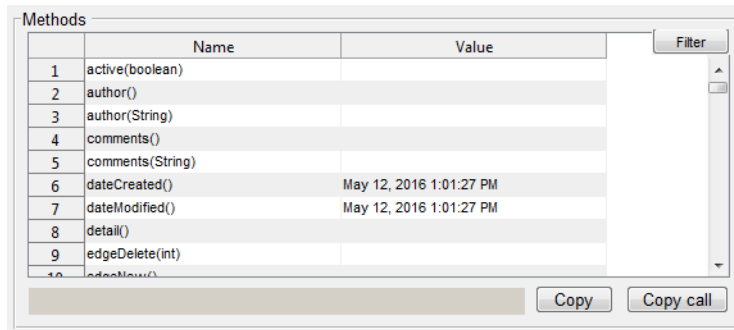 Methods
Name Value Filter
1 active(boolean)
2 author()
3 author(String)
4 comments()
5 comments(String)
6 dateCreated() May 12, 2016 1:01:27 PM
7 dateModified() May 12, 2016 1:01:27 PM
8 detail()
9 edgeDelete(int)
10 edgeNew()
Copy Copy call